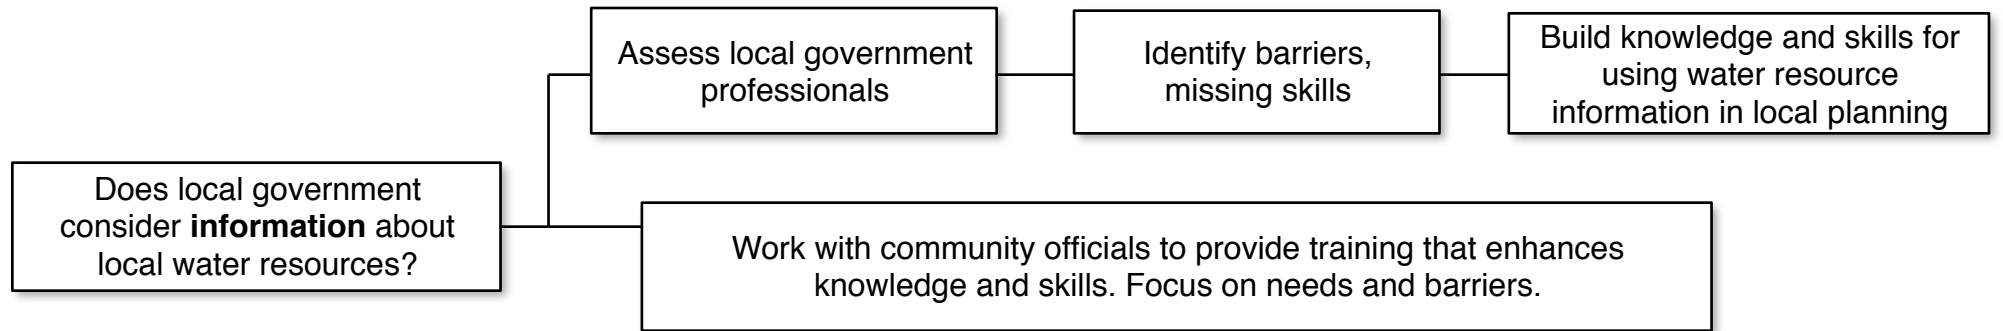 Assess local government
professionals
Identify barriers,
missing skills
Build knowledge and skills for
using water resource
information in local planning
Does local government
consider information about
local water resources?
Work with community officials to provide training that enhances
knowledge and skills. Focus on needs and barriers.